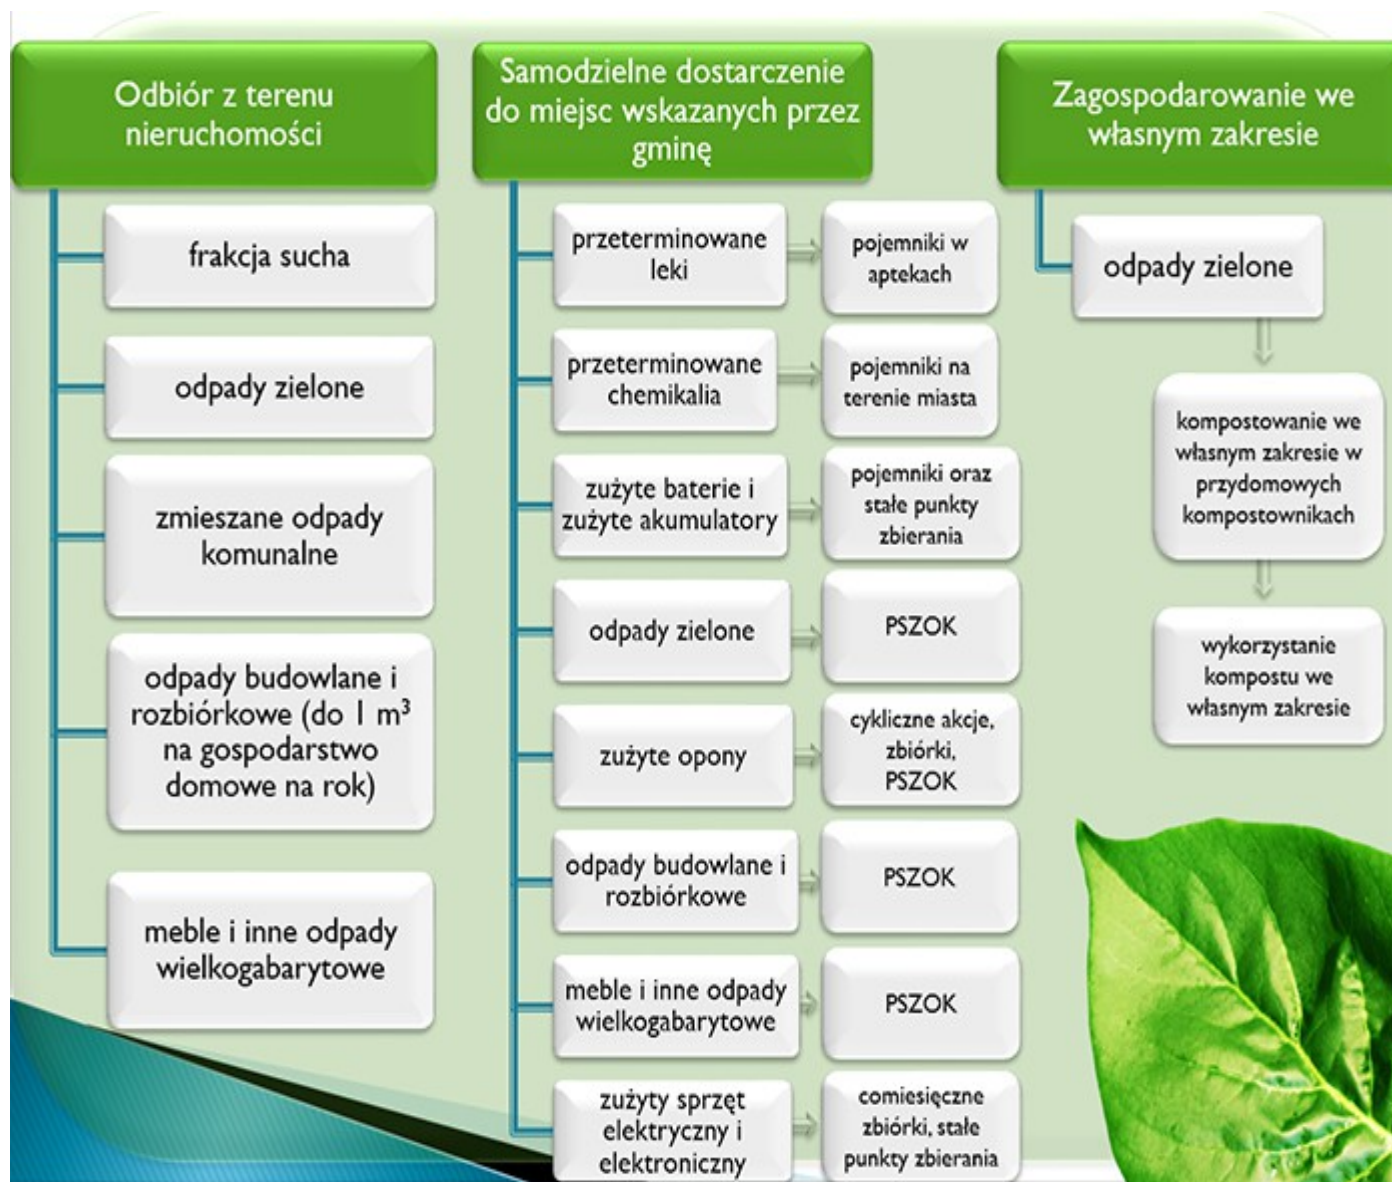 Odbiór z terenu
nieruchomości
frakcja sucha
odpady zielone
zmieszane odpady
komunalne
odpady budowlane i
rozbiórkowe (do 1 m³
na gospodarstwo
domowe na rok)
meble i inne odpady
wielkogabarytowe
Samodzielne dostarczenie
do miejsc wskazanych przez
gminę
przeterminowane
leki
pojemniki w
aptekach
przeterminowane
chemikalia
pojemniki na
terenie miasta
zużyte baterie i
zużyte akumulatory
pojemniki oraz
stałe punkty
zbierania
odpady zielone
PSZOK
zużyte opony
cykliczne akcje,
zbiórki,
PSZOK
odpady budowlane i
rozbiórkowe
PSZOK
meble i inne odpady
wielkogabarytowe
PSZOK
zużyty sprzęt
elektryczny i
elektroniczny
comiesięczne
zbiórki, stałe
punkty zbierania
Zagospodarowanie we
własnym zakresie
odpady zielone
kompostowanie we
własnym zakresie w
przydomowych
kompostownikach
wykorzystanie
kompostu we
własnym zakresie